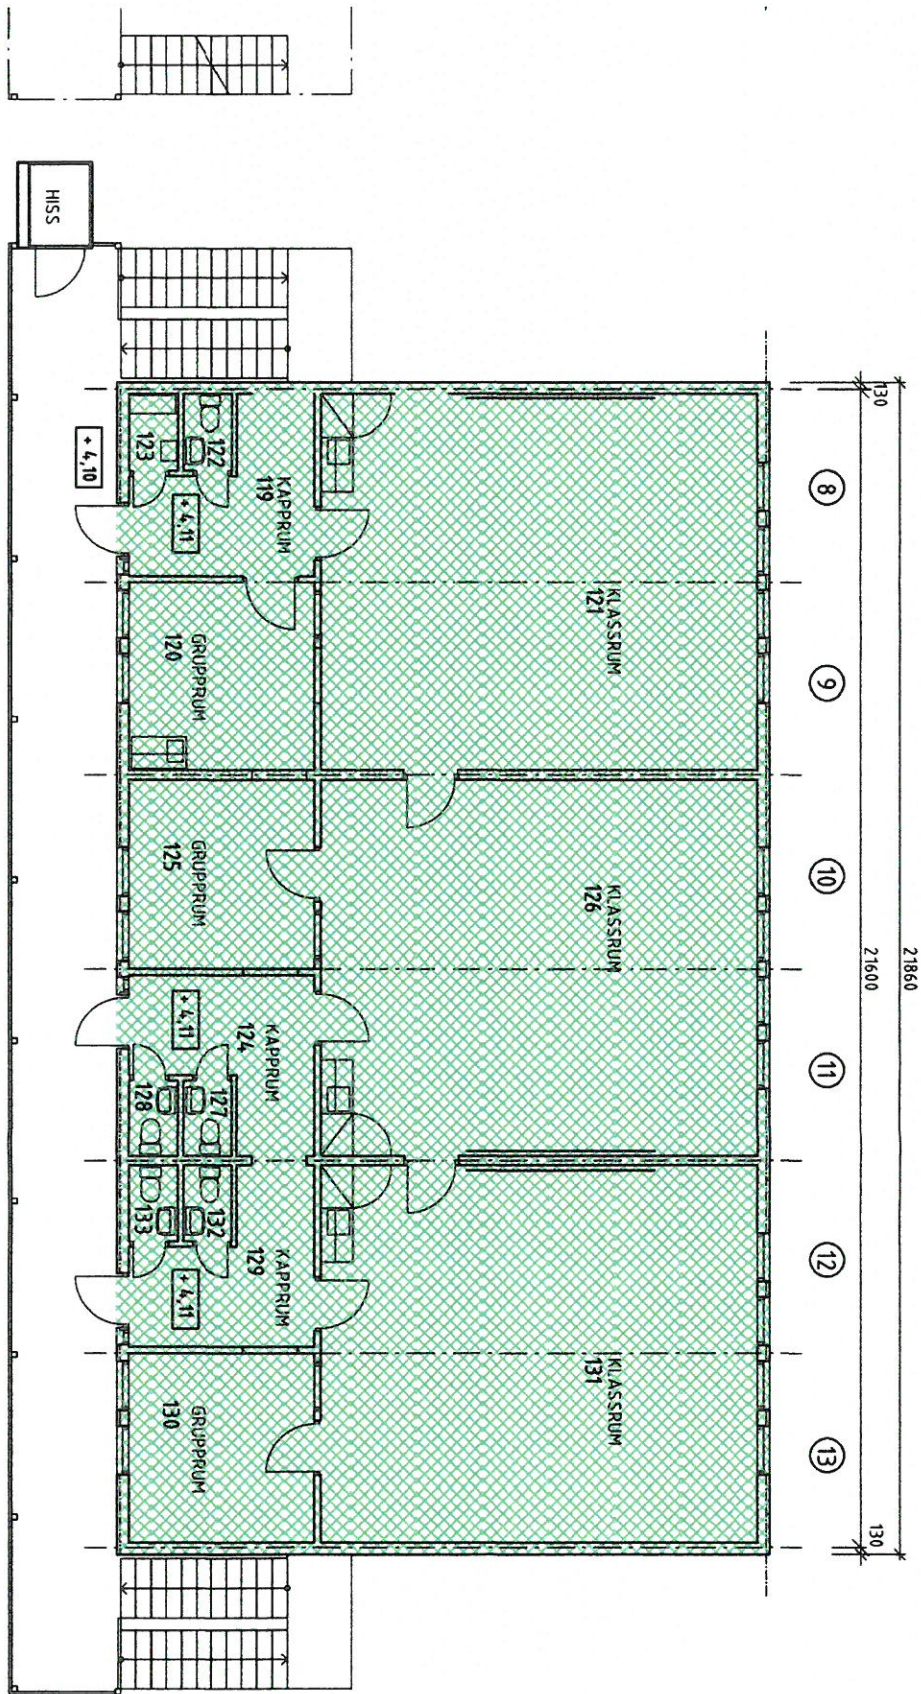 21860
130
21600
130
8
9
10
11
12
13
HISS
+ 4,10
KLASSRUM
121
KLASSRUM
126
KLASSRUM
131
KAPPRUM
119
122
123
+ 4,11
GRUPPRUM
120
GRUPPRUM
125
KAPPRUM
124
+ 4,11
127
128
132
133
KAPPRUM
129
+ 4,11
GRUPPRUM
130